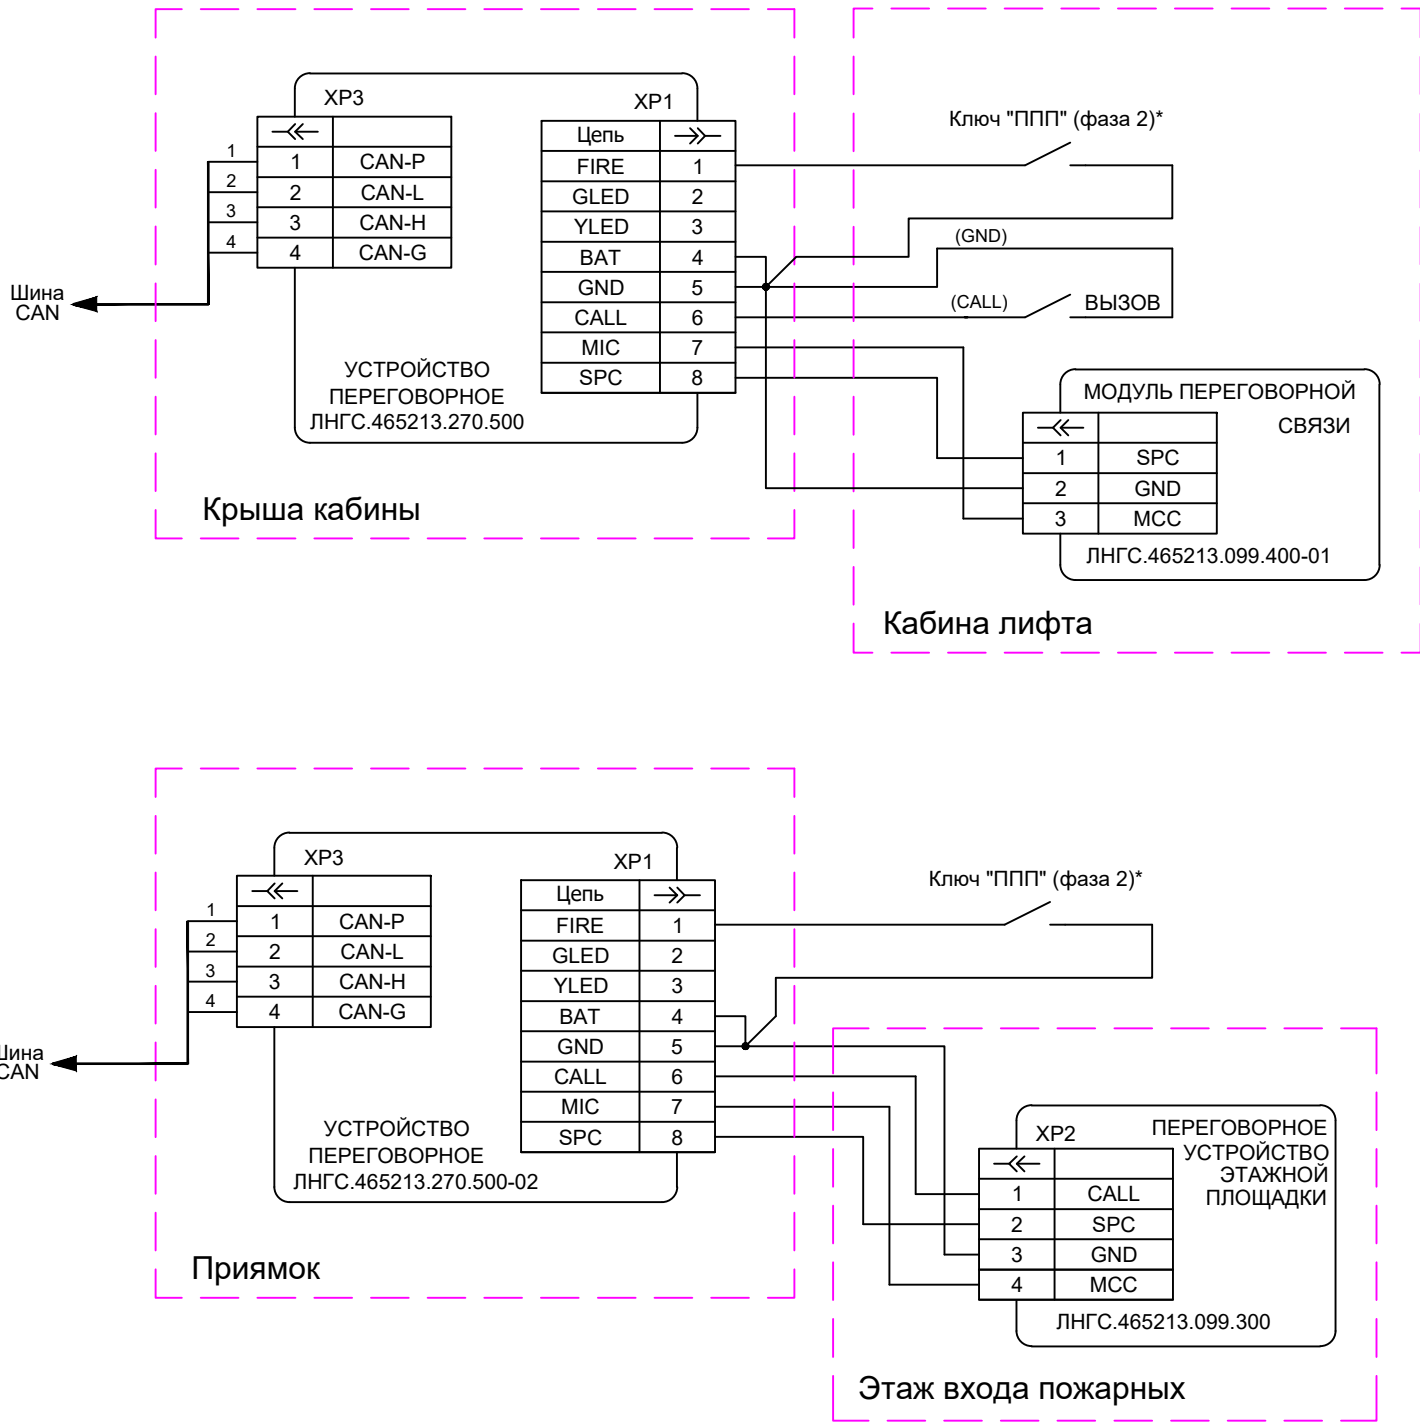 XP3
XP1
1 CAN-P
2 CAN-L
3 CAN-H
4 CAN-G
1
2
3
4
Шина
CAN
Цепь
FIRE 1
GLED 2
YLED 3
BAT 4
GND 5
CALL 6
MIC 7
SPC 8
УСТРОЙСТВО
ПЕРЕГОВОРНОЕ
ЛНГС.465213.270.500
Крыша кабины
Ключ "ППП" (фаза 2)*
(GND)
(CALL)
ВЫЗОВ
МОДУЛЬ ПЕРЕГОВОРНОЙ
СВЯЗИ
1 SPC
2 GND
3 MCC
ЛНГС.465213.099.400-01
Кабина лифта
XP3
XP1
1 CAN-P
2 CAN-L
3 CAN-H
4 CAN-G
1
2
3
4
Шина
CAN
Цепь
FIRE 1
GLED 2
YLED 3
BAT 4
GND 5
CALL 6
MIC 7
SPC 8
УСТРОЙСТВО
ПЕРЕГОВОРНОЕ
ЛНГС.465213.270.500-02
Приямок
Ключ "ППП" (фаза 2)*
XP2
ПЕРЕГОВОРНОЕ
УСТРОЙСТВО
ЭТАЖНОЙ
ПЛОЩАДКИ
1 CALL
2 SPC
3 GND
4 MCC
ЛНГС.465213.099.300
Этаж входа пожарных